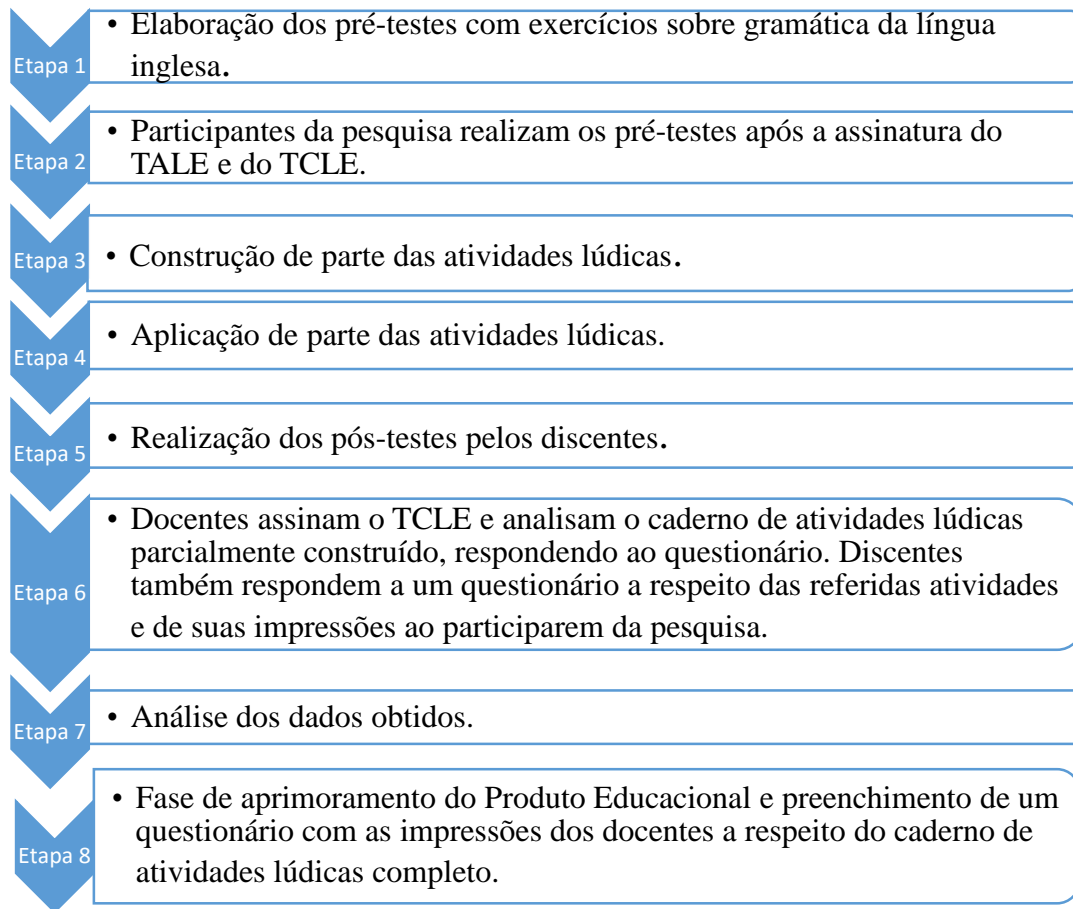 Etapa 1
• Elaboração dos pré-testes com exercícios sobre gramática da língua
inglesa.
Etapa 2
• Participantes da pesquisa realizam os pré-testes após a assinatura do
TALE e do TCLE.
Etapa 3
• Construção de parte das atividades lúdicas.
Etapa 4
• Aplicação de parte das atividades lúdicas.
Etapa 5
• Realização dos pós-testes pelos discentes.
Etapa 6
• Docentes assinam o TCLE e analisam o caderno de atividades lúdicas
parcialmente construído, respondendo ao questionário. Discentes
também respondem a um questionário a respeito das referidas atividades
e de suas impressões ao participarem da pesquisa.
Etapa 7
• Análise dos dados obtidos.
Etapa 8
• Fase de aprimoramento do Produto Educacional e preenchimento de um
questionário com as impressões dos docentes a respeito do caderno de
atividades lúdicas completo.